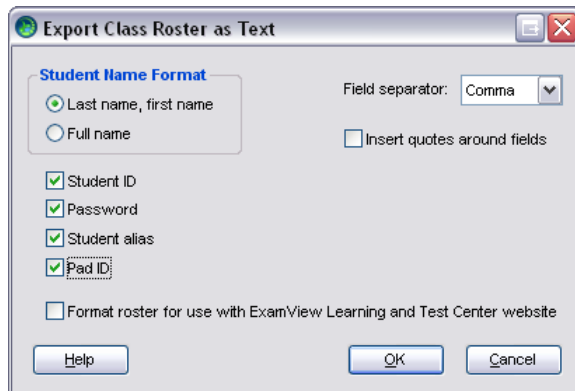 Export Class Roster as Text
Student Name Format
Last name, first name
Full name
Field separator: Comma
Insert quotes around fields
Student ID
Password
Student alias
Pad ID
Format roster for use with ExamView Learning and Test Center website
Help OK Cancel